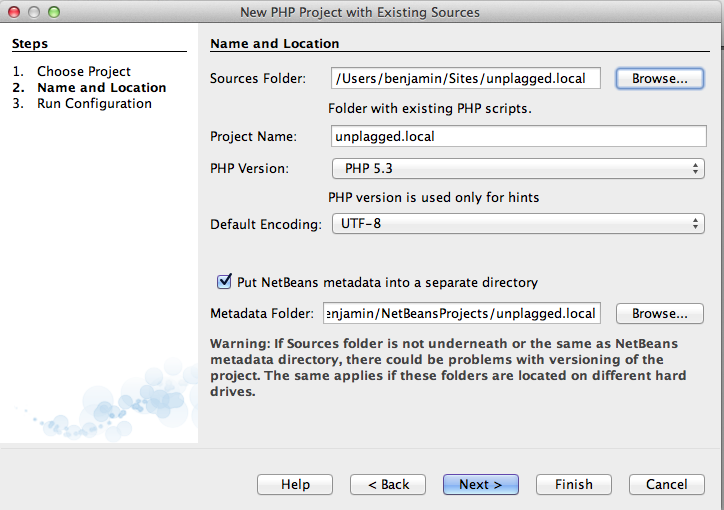 New PHP Project with Existing Sources
Steps
1. Choose Project
2. Name and Location
3. Run Configuration
Name and Location
Sources Folder: /Users/benjamin/Sites/unplagged.local Browse...
Folder with existing PHP scripts.
Project Name: unplagged.local
PHP Version: PHP 5.3
PHP version is used only for hints
Default Encoding: UTF-8
Put NetBeans metadata into a separate directory
Metadata Folder: enjamin/NetBeansProjects/unplagged.local Browse...
Warning: If Sources folder is not underneath or the same as NetBeans
metadata directory, there could be problems with versioning of the
project. The same applies if these folders are located on different hard
drives.
Help < Back Next > Finish Cancel